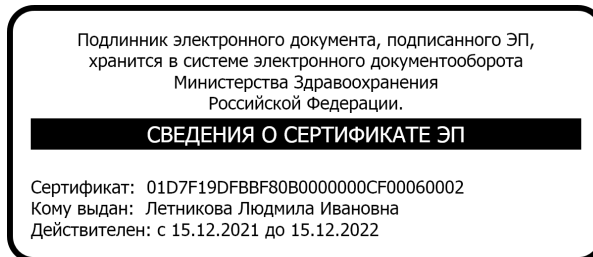 Подлинник электронного документа, подписанного ЭП,
хранится в системе электронного документооборота
Министерства Здравоохранения
Российской Федерации.
СВЕДЕНИЯ О СЕРТИФИКАТЕ ЭП
Сертификат: 01D7F19DFBBF80B0000000CF00060002
Кому выдан: Летникова Людмила Ивановна
Действителен: с 15.12.2021 до 15.12.2022